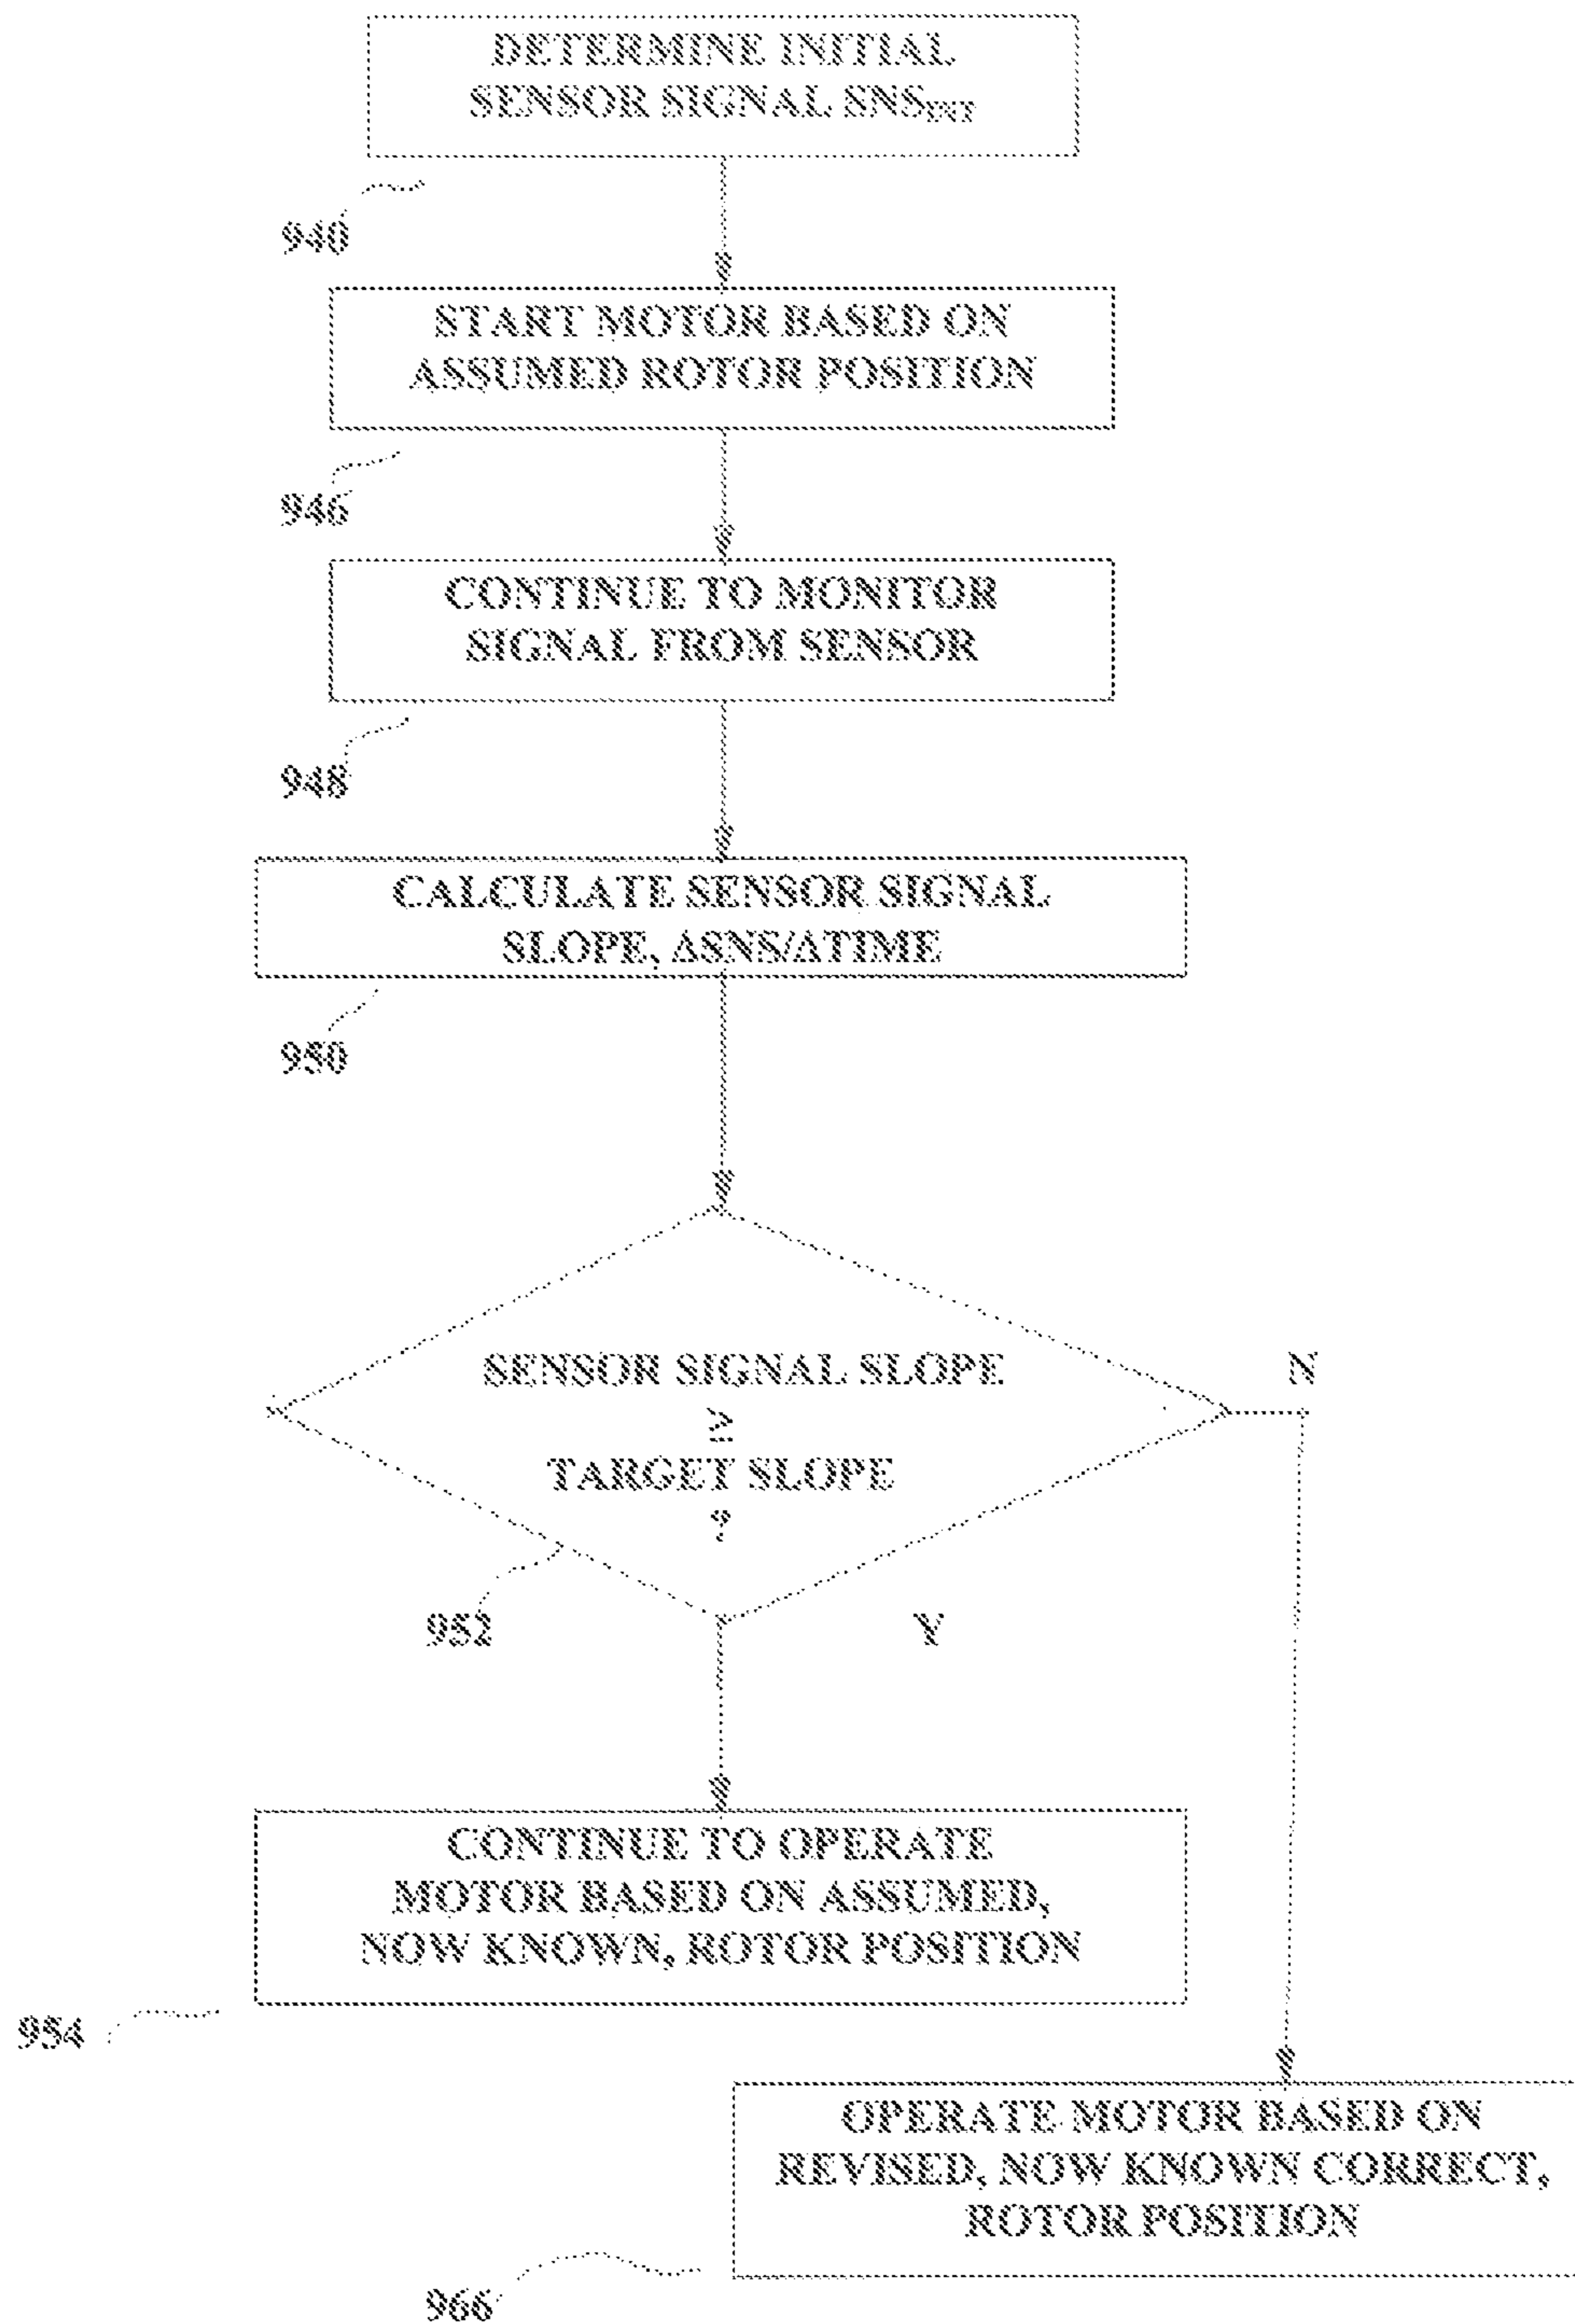 DETERMINE INITIAL
SENSOR SIGNAL SNS_INT
940
START MOTOR BASED ON
ASSUMED ROTOR POSITION
946
CONTINUE TO MONITOR
SIGNAL FROM SENSOR
948
CALCULATE SENSOR SIGNAL
SLOPE, ΔSNS/ΔTIME
950
SENSOR SIGNAL SLOPE
≥
TARGET SLOPE
?
N
952
Y
CONTINUE TO OPERATE
MOTOR BASED ON ASSUMED,
NOW KNOWN, ROTOR POSITION
954
OPERATE MOTOR BASED ON
REVISED, NOW KNOWN CORRECT,
ROTOR POSITION
966